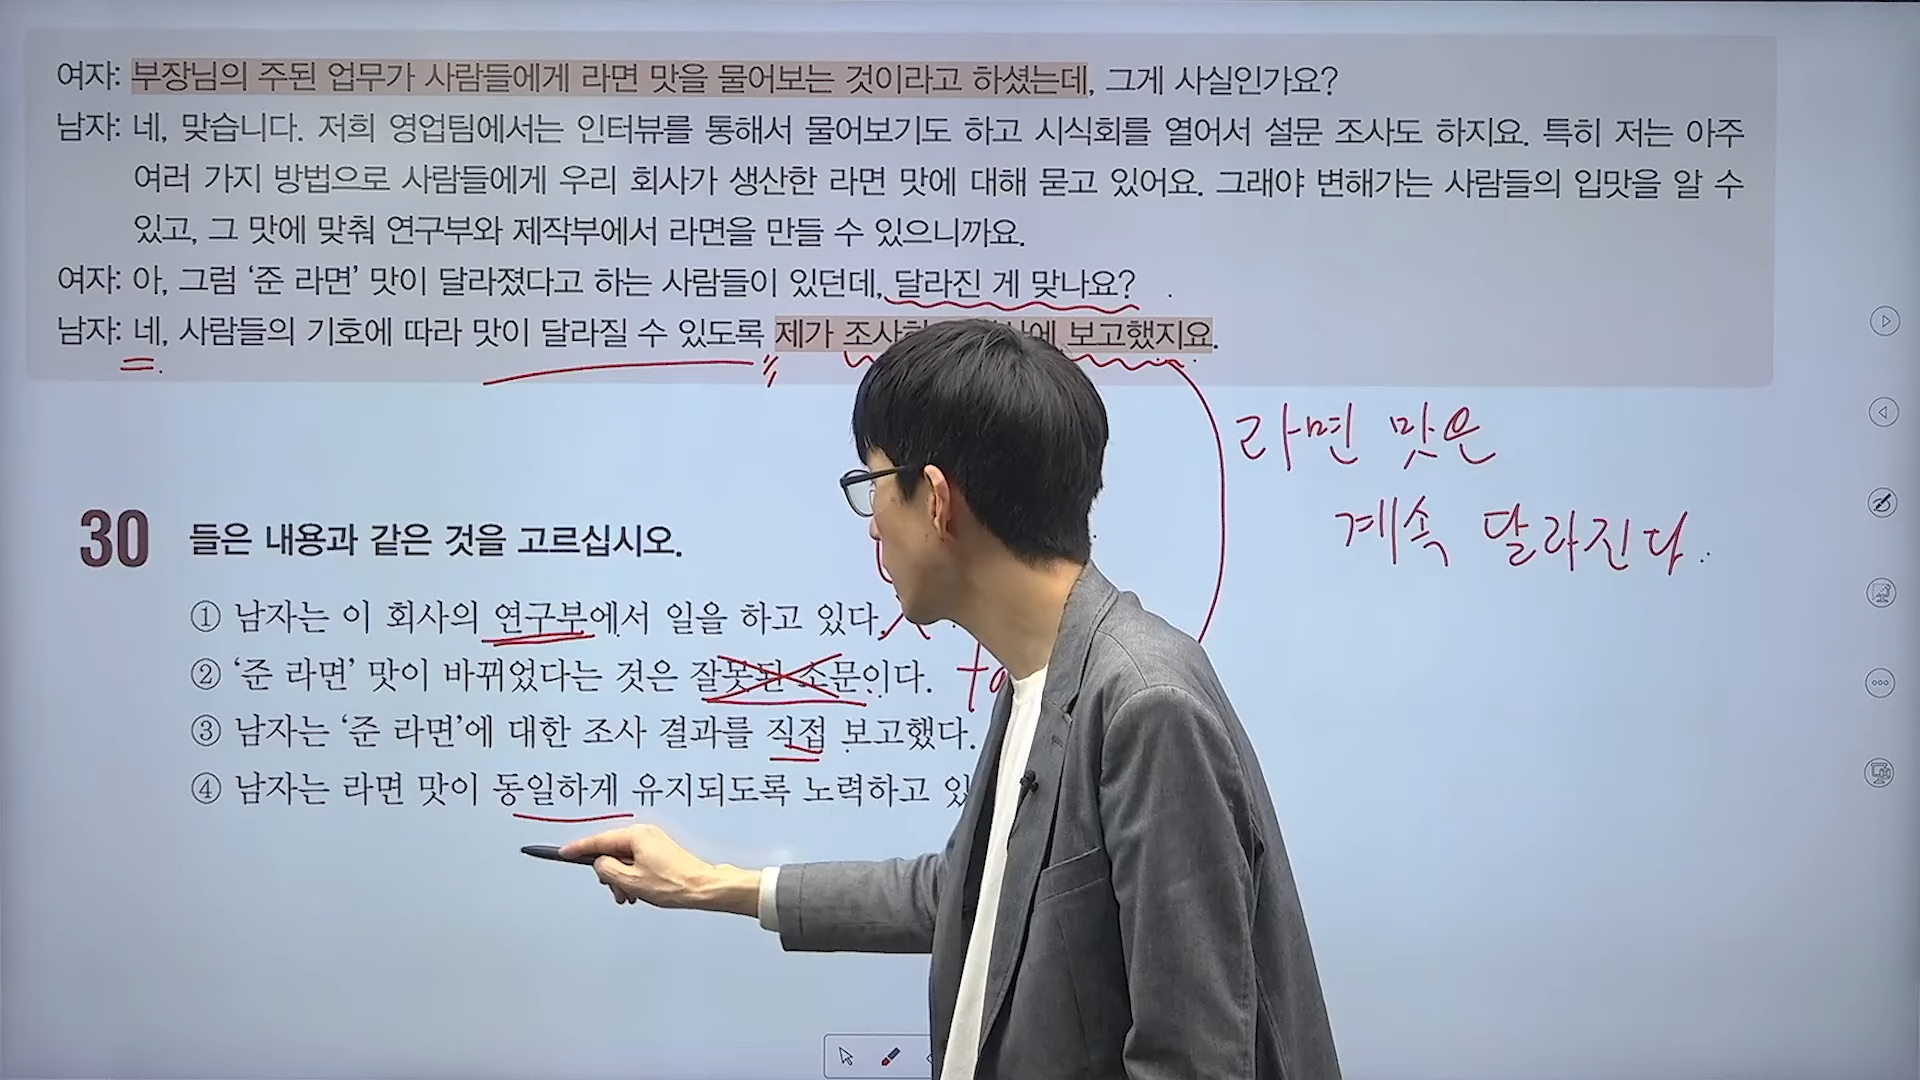 여자: 부장님의 주된 업무가 사람들에게 라면 맛을 물어보는 것이라고 하셨는데, 그게 사실인가요?
남자: 네, 맞습니다. 저희 영업팀에서는 인터뷰를 통해서 물어보기도 하고 시식회를 열어서 설문 조사도 하지요. 특히 저는 아주
여러 가지 방법으로 사람들에게 우리 회사가 생산한 라면 맛에 대해 묻고 있어요. 그래야 변해가는 사람들의 입맛을 알 수
있고, 그 맛에 맞춰 연구부와 제작부에서 라면을 만들 수 있으니까요.
여자: 아, 그럼 ‘준 라면’ 맛이 달라졌다고 하는 사람들이 있던데, 달라진 게 맞나요?
남자: 네, 사람들의 기호에 따라 맛이 달라질 수 있도록 제가 보고했지요.
라면 맛은
계속 달라진다.
30 들은 내용과 같은 것을 고르십시오.
① 남자는 이 회사의 연구부에서 일을 하고 있다.
② ‘준 라면’ 맛이 바뀌었다는 것은 잘못된 소문이다.
③ 남자는 ‘준 라면’에 대한 조사 결과를 직접 보고했다.
④ 남자는 라면 맛이 동일하게 유지되도록 노력하고